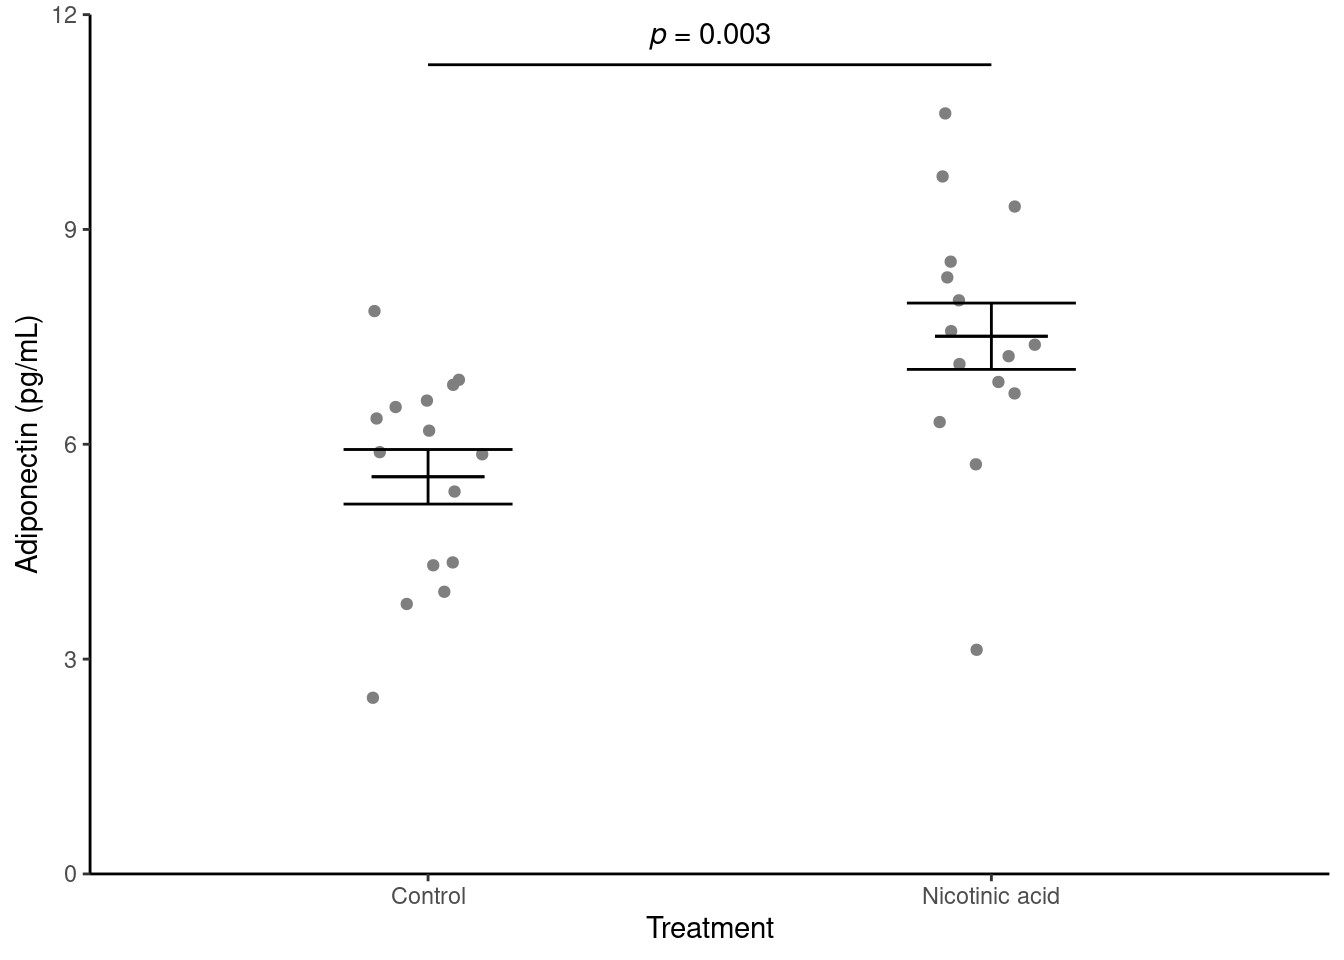 12
p = 0.003
9
6
3
0
Adiponectin (pg/mL)
Control
Nicotinic acid
Treatment